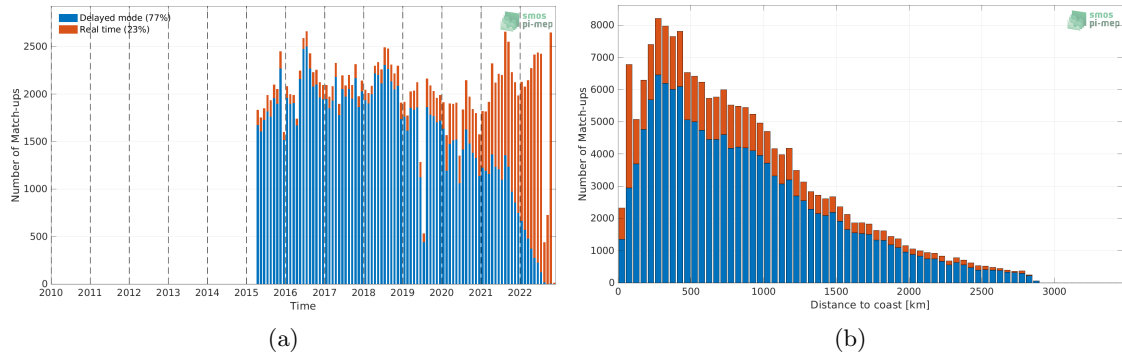 Delayed mode (77%)
Real time (23%)
smos
pi-mep
Number of Match-ups
2500
2000
1500
1000
500
0
2010 2011 2012 2013 2014 2015 2016 2017 2018 2019 2020 2021 2022
Time
(a)
smos
pi-mep
Number of Match-ups
8000
7000
6000
5000
4000
3000
2000
1000
0
0 500 1000 1500 2000 2500 3000
Distance to coast [km]
(b)